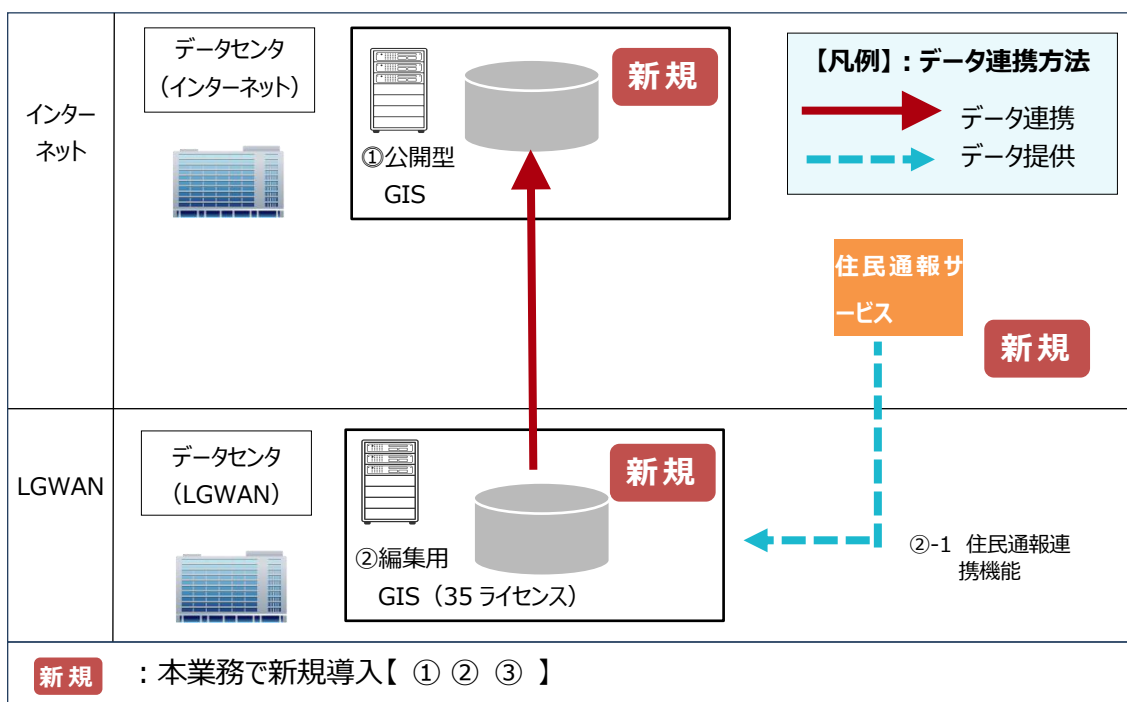 インター
ネット
データセンタ
（インターネット）
①公開型
GIS
新規
【凡例】：データ連携方法
データ連携
データ提供
住民通報サ
ービス
新規
LGWAN
データセンタ
（LGWAN）
②編集用
GIS（35 ライセンス）
新規
②-1 住民通報連
携機能
新規 ：本業務で新規導入【 ① ② ③ 】